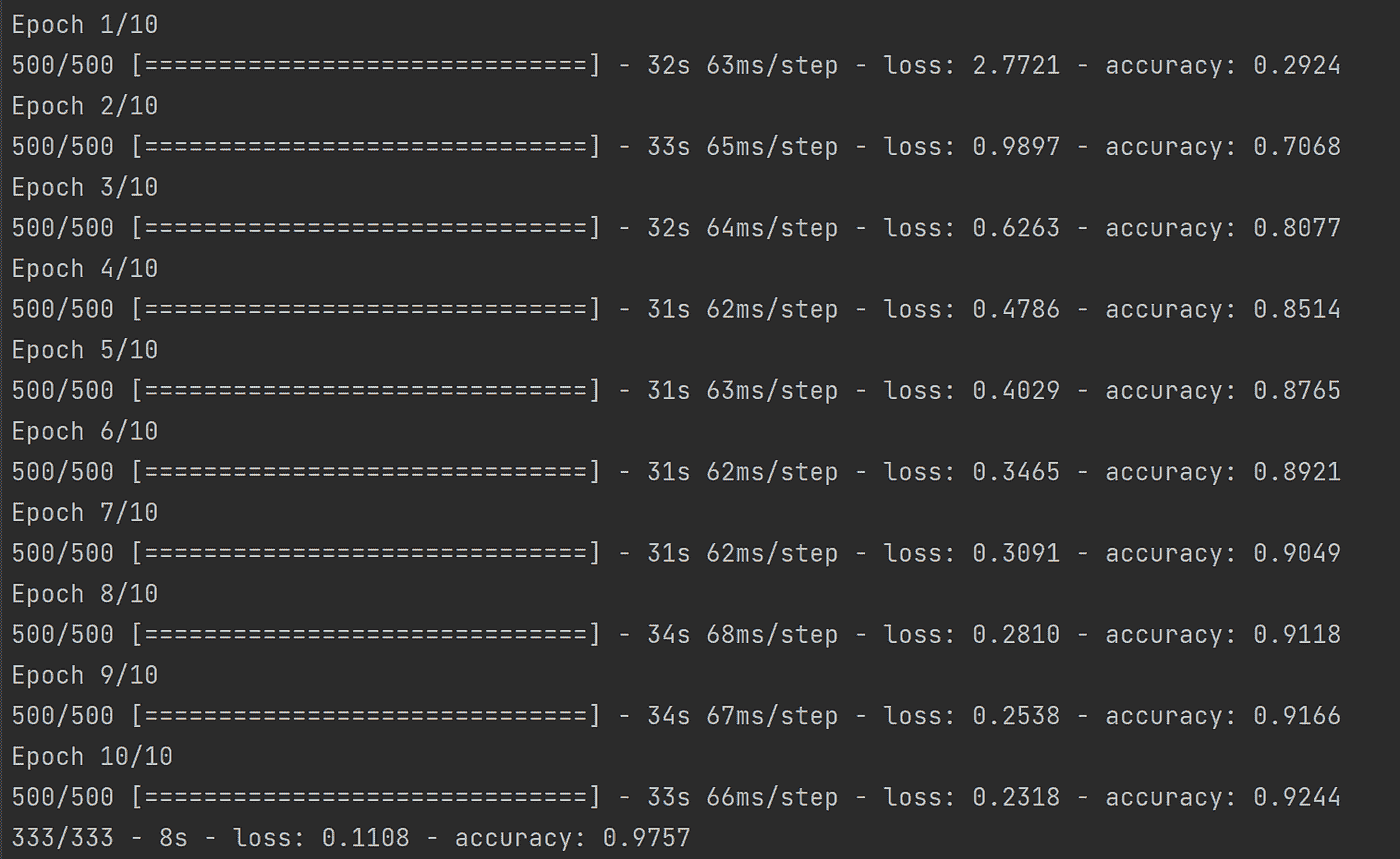 Epoch 1/10
500/500 [==============================] - 32s 63ms/step - loss: 2.7721 - accuracy: 0.2924
Epoch 2/10
500/500 [==============================] - 33s 65ms/step - loss: 0.9897 - accuracy: 0.7068
Epoch 3/10
500/500 [==============================] - 32s 64ms/step - loss: 0.6263 - accuracy: 0.8077
Epoch 4/10
500/500 [==============================] - 31s 62ms/step - loss: 0.4786 - accuracy: 0.8514
Epoch 5/10
500/500 [==============================] - 31s 63ms/step - loss: 0.4029 - accuracy: 0.8765
Epoch 6/10
500/500 [==============================] - 31s 62ms/step - loss: 0.3465 - accuracy: 0.8921
Epoch 7/10
500/500 [==============================] - 31s 62ms/step - loss: 0.3091 - accuracy: 0.9049
Epoch 8/10
500/500 [==============================] - 34s 68ms/step - loss: 0.2810 - accuracy: 0.9118
Epoch 9/10
500/500 [==============================] - 34s 67ms/step - loss: 0.2538 - accuracy: 0.9166
Epoch 10/10
500/500 [==============================] - 33s 66ms/step - loss: 0.2318 - accuracy: 0.9244
333/333 - 8s - loss: 0.1108 - accuracy: 0.9757